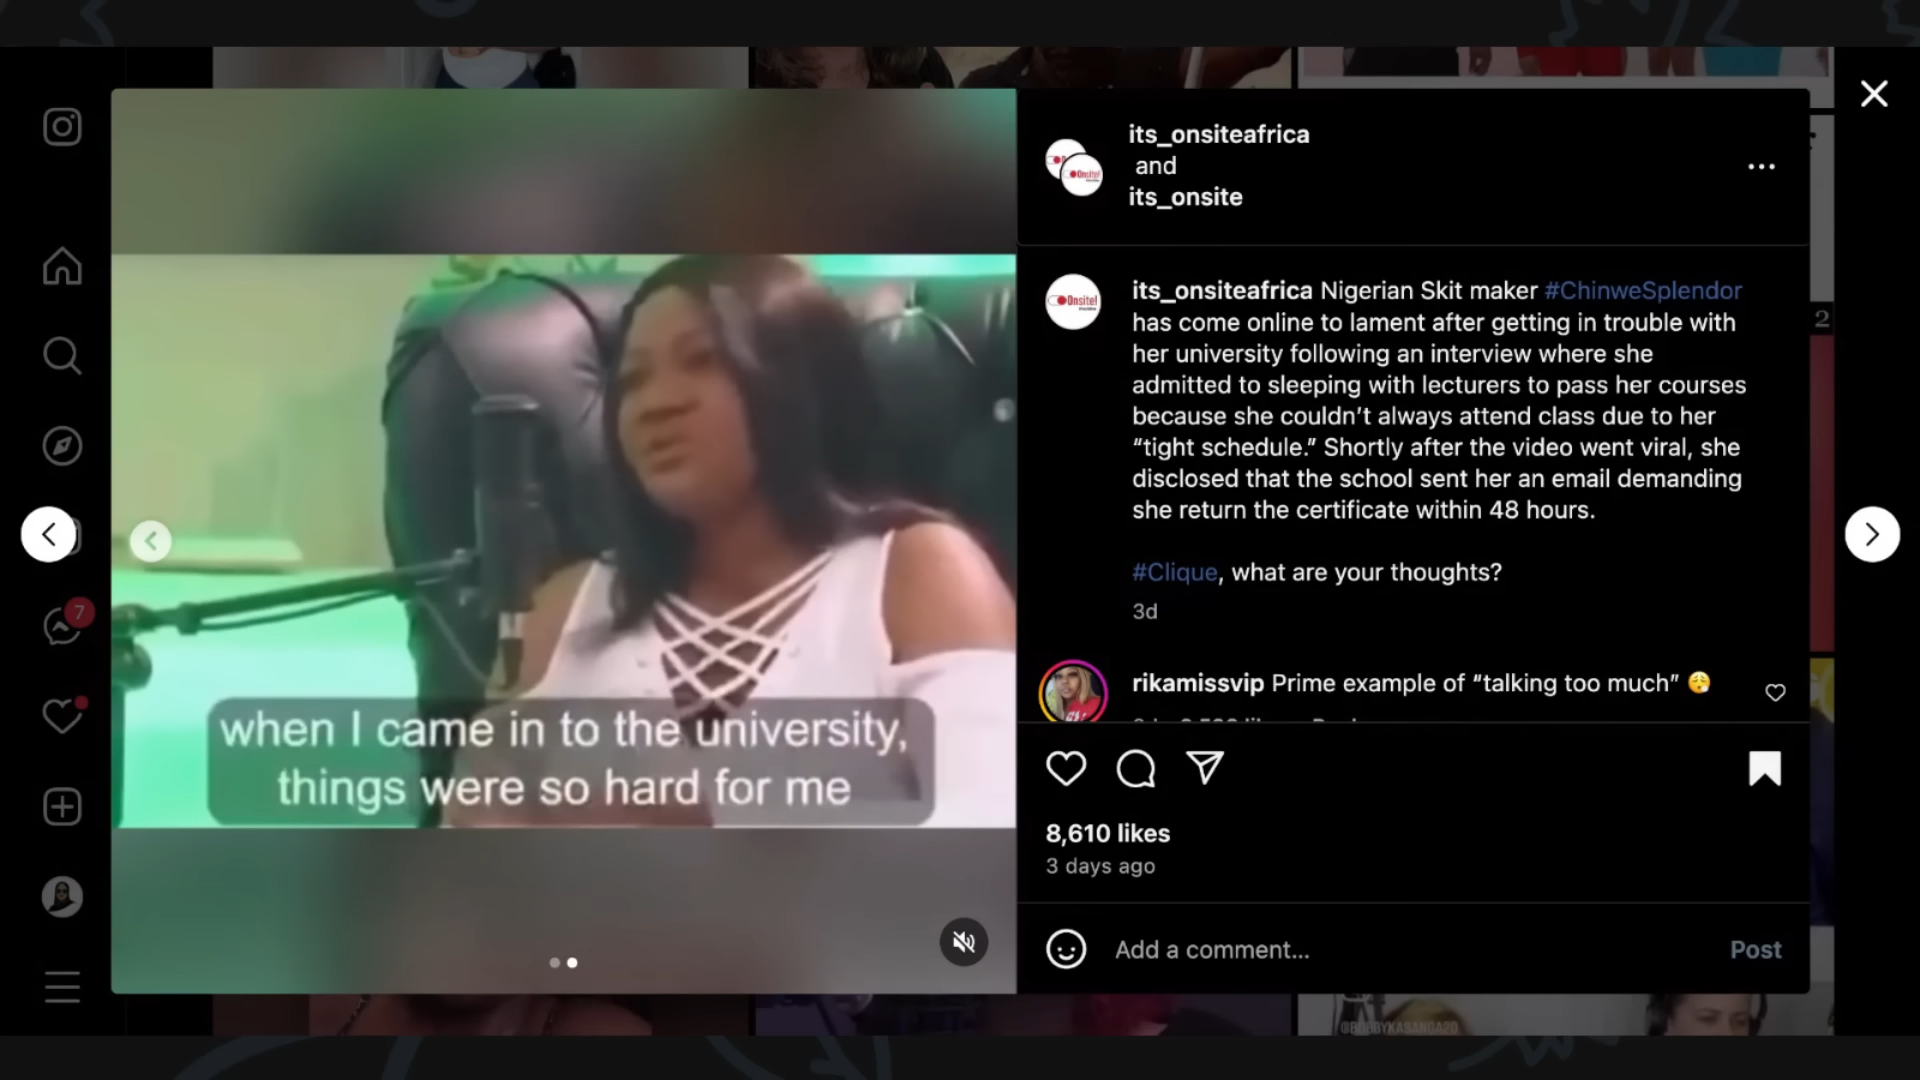 its_onsiteafrica
and
its_onsite
Onsite!
its_onsiteafrica Nigerian Skit maker #ChinweSplendor
has come online to lament after getting in trouble with
her university following an interview where she
admitted to sleeping with lecturers to pass her courses
because she couldn't always attend class due to her
“tight schedule.” Shortly after the video went viral, she
disclosed that the school sent her an email demanding
she return the certificate within 48 hours.
#Clique, what are your thoughts?
3d
rikamissvip Prime example of “talking too much” 😮‍💨
when I came in to the university,
things were so hard for me
8,610 likes
3 days ago
Add a comment...
Post
7
2
@BOBBYKASANGA20